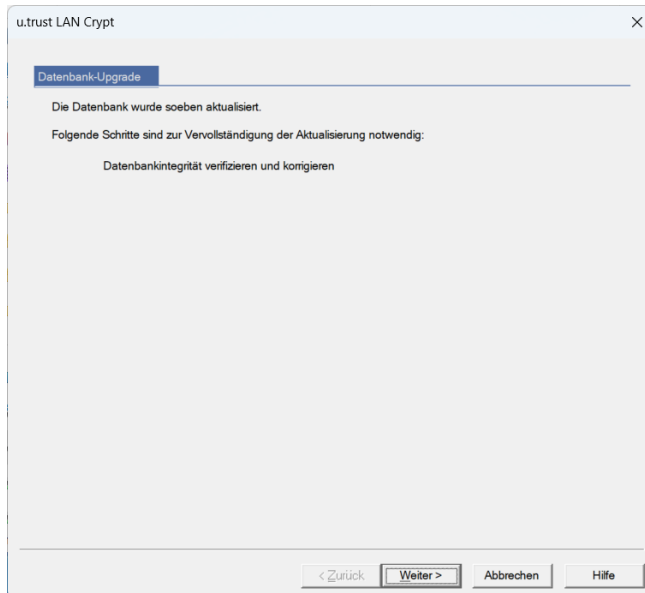 u.trust LAN Crypt
Datenbank-Upgrade
Die Datenbank wurde soeben aktualisiert.
Folgende Schritte sind zur Vervollständigung der Aktualisierung notwendig:
Datenbankintegrität verifizieren und korrigieren
< Zurück Weiter > Abbrechen Hilfe